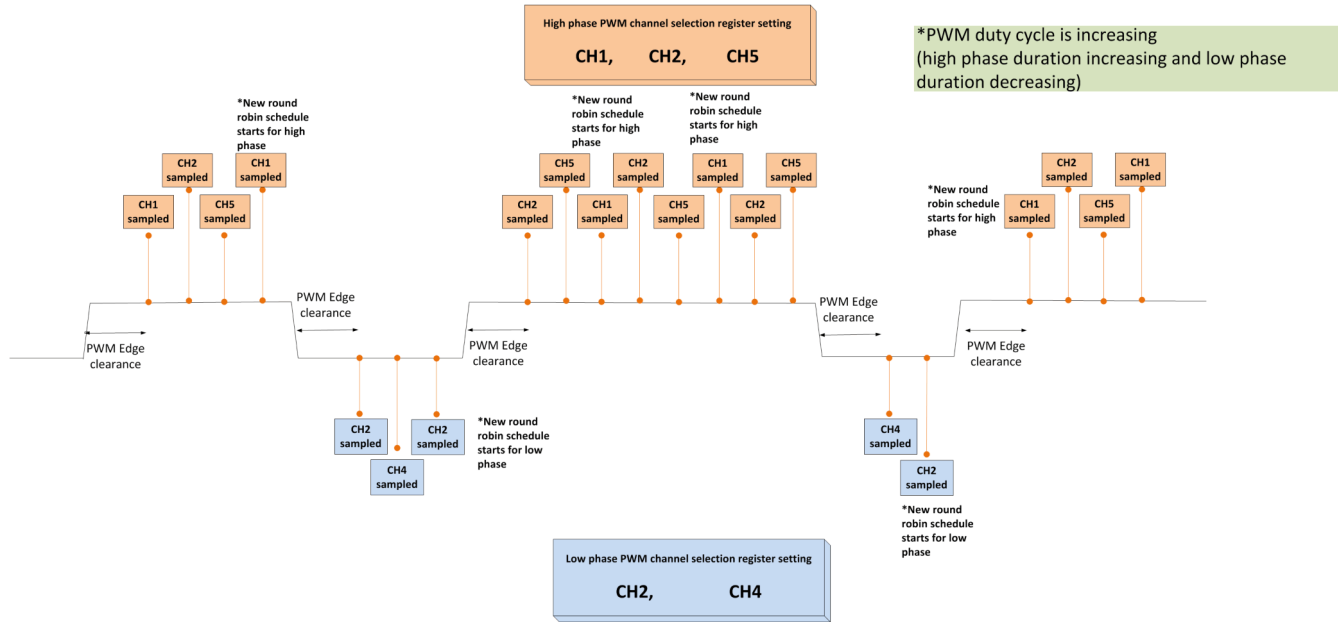 High phase PWM channel selection register setting
CH1, CH2, CH5
*PWM duty cycle is increasing
(high phase duration increasing and low phase
duration decreasing)
*New round
robin schedule
starts for high
phase
*New round
robin schedule
starts for high
phase
*New round
robin schedule
starts for high
phase
CH2
sampled
CH1
sampled
CH5
sampled
CH2
sampled
CH1
sampled
CH5
sampled
CH2
sampled
CH1
sampled
*New round
robin schedule
starts for high
phase
CH1
sampled
CH5
sampled
CH2
sampled
CH1
sampled
CH5
sampled
CH2
sampled
CH1
sampled
CH5
sampled
PWM Edge
clearance
PWM Edge
clearance
PWM Edge
clearance
PWM Edge
clearance
PWM Edge
clearance
CH2
sampled
CH2
sampled
*New round
robin schedule
starts for low
phase
CH4
sampled
CH4
sampled
CH2
sampled
*New round
robin schedule
starts for low
phase
Low phase PWM channel selection register setting
CH2, CH4